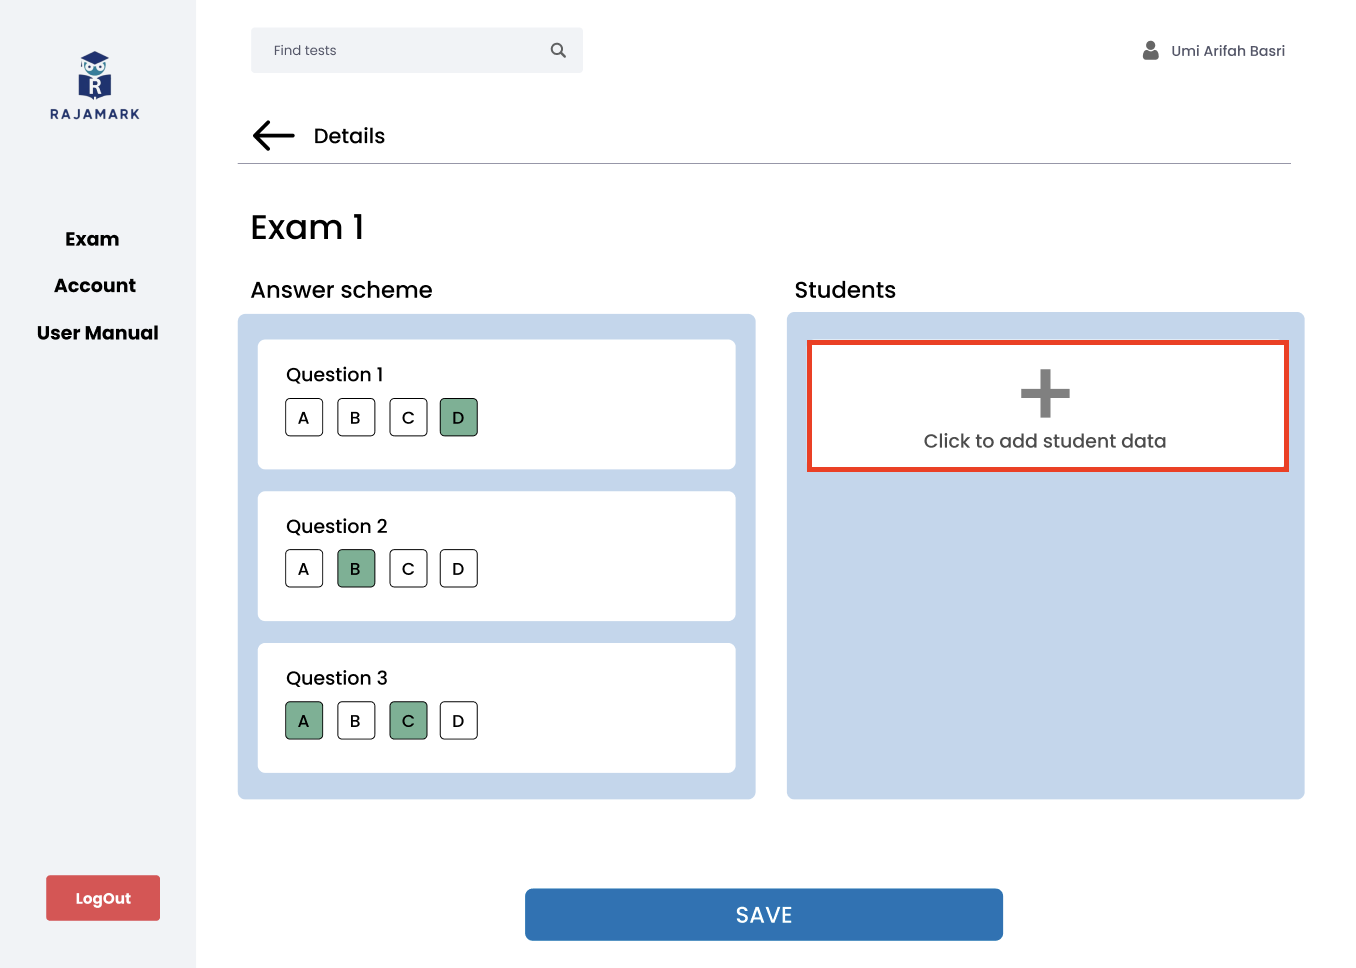 R
RAJAMARK
Exam
Account
User Manual
LogOut
Find tests
Umi Arifah Basri
Details
Exam 1
Answer scheme
Question 1
A B C D
Question 2
A B C D
Question 3
A B C D
Students
Click to add student data
SAVE